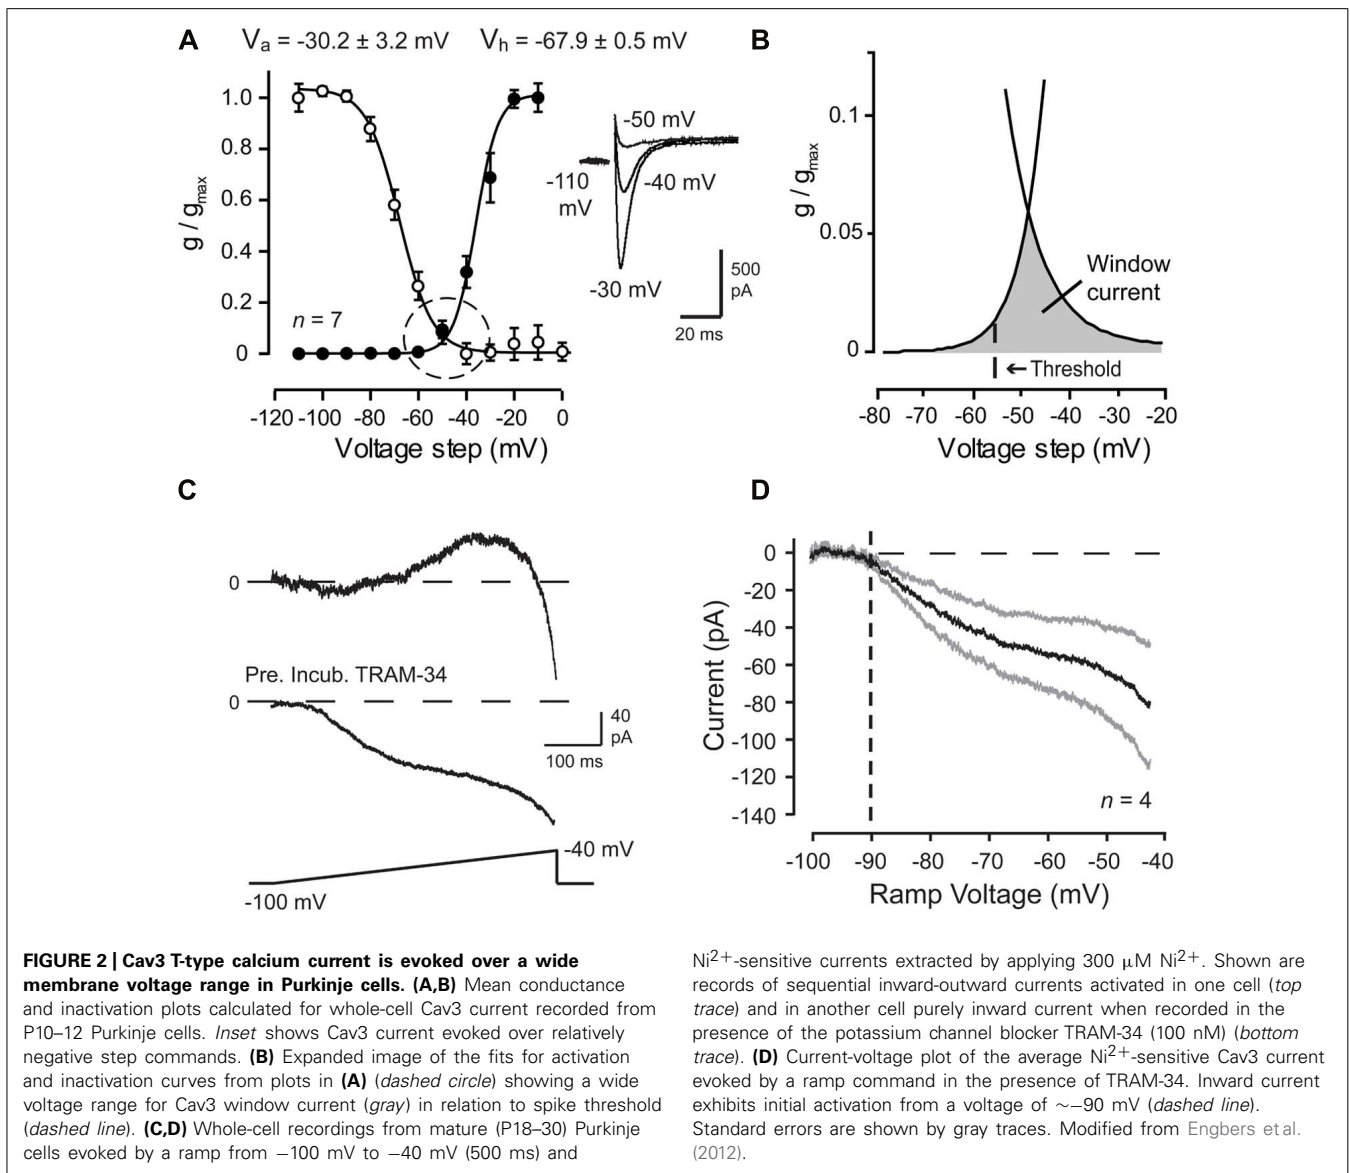 A
Va = -30.2 ± 3.2 mV
Vh = -67.9 ± 0.5 mV
1.0
0.8
0.6
0.4
0.2
0
g / gmax
n = 7
-120 -100 -80 -60 -40 -20 0
Voltage step (mV)
-50 mV
-110
mV
-40 mV
-30 mV
500
pA
20 ms
B
0.1
0.05
0
g / gmax
Window
current
Threshold
-80 -70 -60 -50 -40 -30 -20
Voltage step (mV)
C
0
Pre. Incub. TRAM-34
0
40
pA
100 ms
-40 mV
-100 mV
D
0
-20
-40
-60
-80
-100
-120
-140
Current (pA)
n = 4
-100 -90 -80 -70 -60 -50 -40
Ramp Voltage (mV)
FIGURE 2 | Cav3 T-type calcium current is evoked over a wide
membrane voltage range in Purkinje cells. (A,B) Mean conductance
and inactivation plots calculated for whole-cell Cav3 current recorded from
P10–12 Purkinje cells. Inset shows Cav3 current evoked over relatively
negative step commands. (B) Expanded image of the fits for activation
and inactivation curves from plots in (A) (dashed circle) showing a wide
voltage range for Cav3 window current (gray) in relation to spike threshold
(dashed line). (C,D) Whole-cell recordings from mature (P18–30) Purkinje
cells evoked by a ramp from −100 mV to −40 mV (500 ms) and
Ni2+-sensitive currents extracted by applying 300 μM Ni2+. Shown are
records of sequential inward-outward currents activated in one cell (top
trace) and in another cell purely inward current when recorded in the
presence of the potassium channel blocker TRAM-34 (100 nM) (bottom
trace). (D) Current-voltage plot of the average Ni2+-sensitive Cav3 current
evoked by a ramp command in the presence of TRAM-34. Inward current
exhibits initial activation from a voltage of ∼−90 mV (dashed line).
Standard errors are shown by gray traces. Modified from Engbers et al.
(2012).